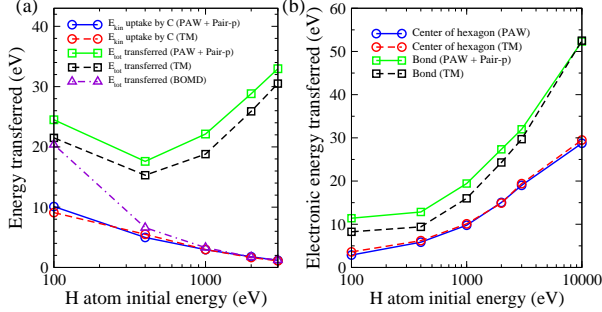 (a)
E_kin uptake by C (PAW + Pair-p)
E_kin uptake by C (TM)
E_tot transferred (PAW + Pair-p)
E_tot transferred (TM)
E_tot transferred (BOMD)
Energy transferred (eV)
40
30
20
10
0
100
1000
H atom initial energy (eV)
(b)
Center of hexagon (PAW)
Center of hexagon (TM)
Bond (PAW + Pair-p)
Bond (TM)
Electronic energy transferred (eV)
60
50
40
30
20
10
0
100
1000
10000
H atom initial energy (eV)